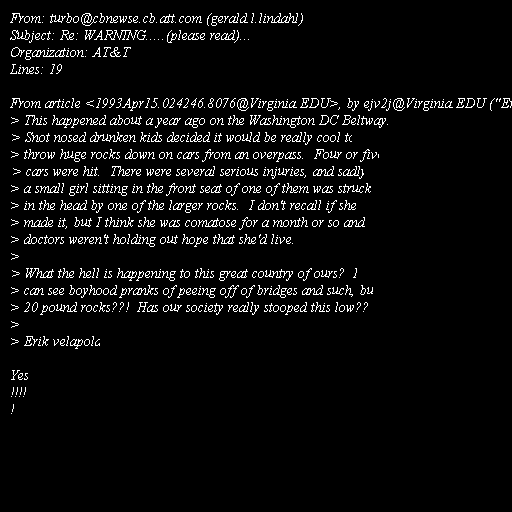 From: turbo@cbnewse.cb.att.com (gerald.l.lindahl)
Subject: Re: WARNING.....(please read)...
Organization: AT&T
Lines: 19

From article <1993Apr15.024246.8076@Virginia.EDU>, by ejv2j@Virginia.EDU ("Er
> This happened about a year ago on the Washington DC Beltway.
> Snot nosed drunken kids decided it would be really cool to
> throw huge rocks down on cars from an overpass.  Four or five
> cars were hit.  There were several serious injuries, and sadly
> a small girl sitting in the front seat of one of them was struck
> in the head by one of the larger rocks.  I don't recall if she
> made it, but I think she was comatose for a month or so and
> doctors weren't holding out hope that she'd live.
>
> What the hell is happening to this great country of ours?  I
> can see boyhood pranks of peeing off of bridges and such, bu
> 20 pound rocks??!  Has our society really stooped this low??
>
> Erik velapola

Yes
!!!!
!